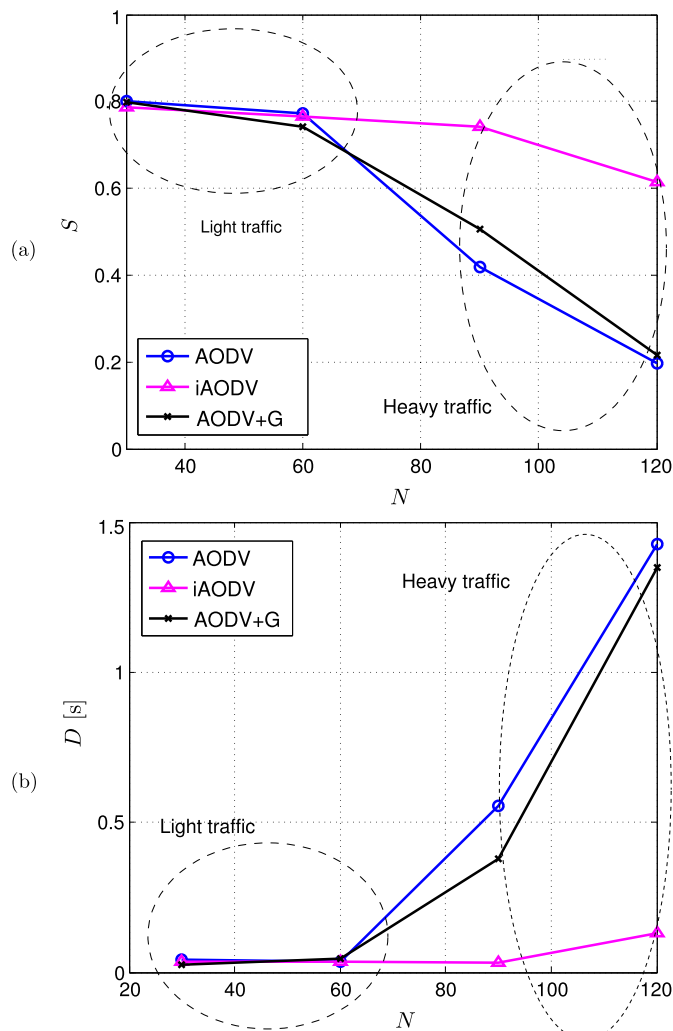 1
0.8
0.6
0.4
0.2
0
S
(a)
Light traffic
Heavy traffic
AODV
iAODV
AODV+G
40
60
80
100
120
N
1.5
1
0.5
0
D [s]
(b)
AODV
iAODV
AODV+G
Heavy traffic
Light traffic
20
40
60
80
100
120
N